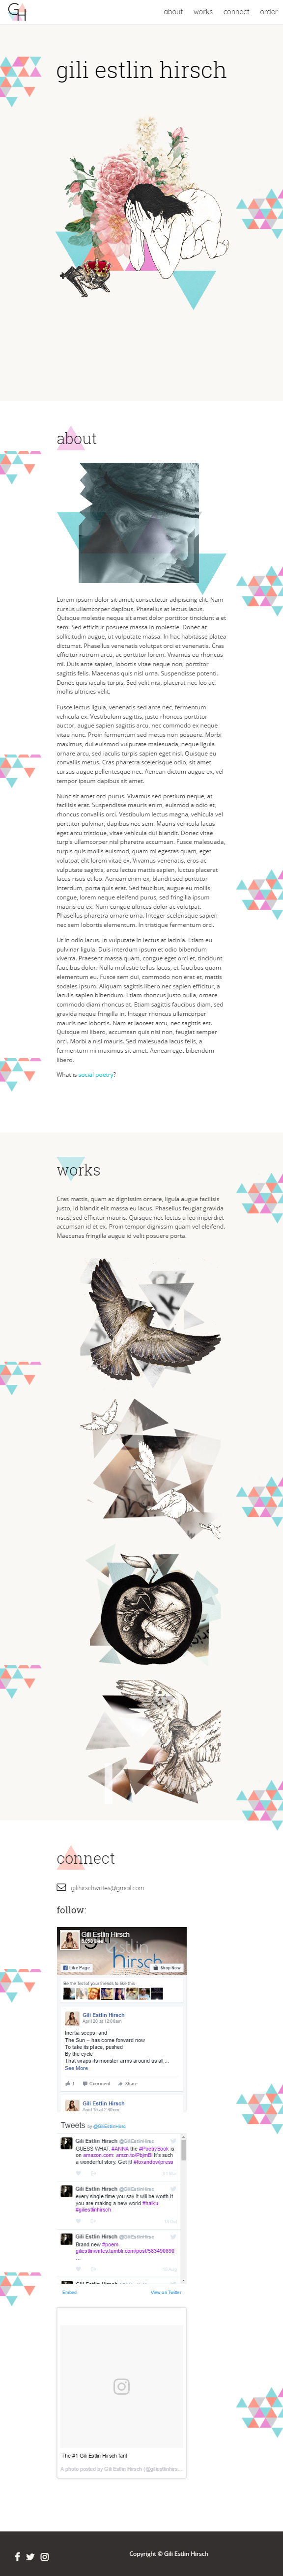 GH
about works connect order
gili estlin hirsch
about
Lorem ipsum dolor sit amet, consectetur adipiscing elit. Nam
cursus ullamcorper dapibus. Phasellus at lectus lacus.
Quisque molestie neque sit amet dolor porttitor tincidunt at
sem. Sed efficitur posuere massa in molestie. Donec at
sollicitudin augue, ut vulputate massa. In hac habitasse platea
dictumst. Phasellus venenatis volutpat orci et venenatis. Cras
efficitur rutrum arcu, ac porttitor lorem. Vivamus eu rhoncus
mi. Duis ante sapien, lobortis vitae neque non, porttitor
sagittis felis. Maecenas quis nisl urna. Suspendisse potenti.
Donec quis iaculis turpis. Sed velit nisi, placerat nec leo ac,
mollis ultricies velit.
Fusce lectus ligula, venenatis sed ante nec, fermentum
vehicula ex. Vestibulum sagittis, justo rhoncus porttitor
auctor, augue sapien sagittis arcu, nec commodo ex neque
vitae nunc. Proin fermentum sed metus non posuere. Morbi
maximus, dui euismod vulputate malesuada, neque ligula
viverra arcu, sed iaculis turpis sapien eget nisl. Quisque eu
convallis metus. Cras pharetra scelerisque odio, sit amet
cursus augue pellentesque nec. Aenean dictum augue ex, vel
tempor ipsum dapibus sit amet.
Nunc sit amet orci purus. Vivamus sed pretium neque, at
facilisis erat. Suspendisse mauris enim, euismod a odio et,
rhoncus convallis orci. Vestibulum lectus magna, vehicula vel
porttitor pulvinar, dapibus nec sem. Mauris vehicula lacus
eget arcu tristique, vitae vehicula dui blandit. Donec vitae
turpis ullamcorper nisl pharetra accumsan. Fusce malesuada,
turpis quis mollis euismod, quam mi egestas quam, eget
volutpat elit lorem vitae ex. Vivamus venenatis, eros ac
vulputate sagittis, arcu lectus mattis sapien, luctus placerat
lacus risus et leo. Aenean enim ex, blandit sed porttitor
interdum, porta quis erat. Sed faucibus, augue eu mollis
congue, lorem neque eleifend purus, sed fringilla ipsum
mauris eu ex. Nam congue ultrices dolor ac volutpat.
Phasellus pharetra ornare urna. Integer scelerisque sapien
nec sem lobortis elementum. In tristique fermentum orci.
Ut in odio lacus. In vulputate in lectus at lacinia. Etiam eu
pulvinar ligula. Duis interdum ipsum et odio bibendum
viverra. Praesent massa quam, congue eget orci et, tincidunt
faucibus dolor. Nulla molestie tellus lacus, et faucibus quam
elementum eu. Fusce sem dui, commodo non erat et, mattis
sodales ipsum. Aliquam sagittis libero nec sapien efficitur, a
iaculis sapien bibendum. Etiam rhoncus justo nulla, ornare
commodo diam rhoncus at. Etiam sagittis faucibus diam, sed
gravida neque fringilla in. Integer rhoncus ullamcorper
mauris nec lobortis. Nam et laoreet arcu, nec sagittis est.
Quisque mi libero, accumsan quis nisi non, feugiat semper
orci. Morbi a nisl mauris. Sed malesuada lacus felis, a
fermentum mi maximus sit amet. Aenean eget bibendum
libero.
What is social poetry?
works
Cras mattis, quam ac dignissim ornare, ligula augue facilisis
justo, id blandit elit massa eu lacus. Phasellus feugiat gravida
risus, sed efficitur mauris. Quisque nec lectus a leo imperdiet
accumsan id et ex. Proin tempor dignissim quam vel eleifend.
Maecenas fringilla augue id velit posuere porta.
connect
gilihirschwrites@gmail.com
follow:
Gili Estlin Hirsch
hirsch
Like Page Shop Now
Be the first of your friends to like this
Gili Estlin Hirsch
April 20 at 12:09am
Inertia seeps, and
The Sun – has come forward now
To take its place, pushed
By the cycle
That wraps its monster arms around us all,...
See More
1 Comment Share
Gili Estlin Hirsch
April 15 at 2:40am
Tweets by @GiliEstlinHirsc
Gili Estlin Hirsch @GiliEstlinHirsc
GUESS WHAT. #ANNA the #PoetryBook is
on amazon.com: amzn.to/PbjmBl It's such
a wonderful story. Get it! #foxandowlpress
Gili Estlin Hirsch @GiliEstlinHirsc
every single time you say it will be worth it
you are making a new world #haiku
#giliestlinhirsch
Gili Estlin Hirsch @GiliEstlinHirsc
Brand new #poem.
giliestlinwrites.tumblr.com/post/583490890
Embed View on Twitter
The #1 Gili Estlin Hirsch fan!
A photo posted by Gili Estlin Hirsch
Copyright © Gili Estlin Hirsch